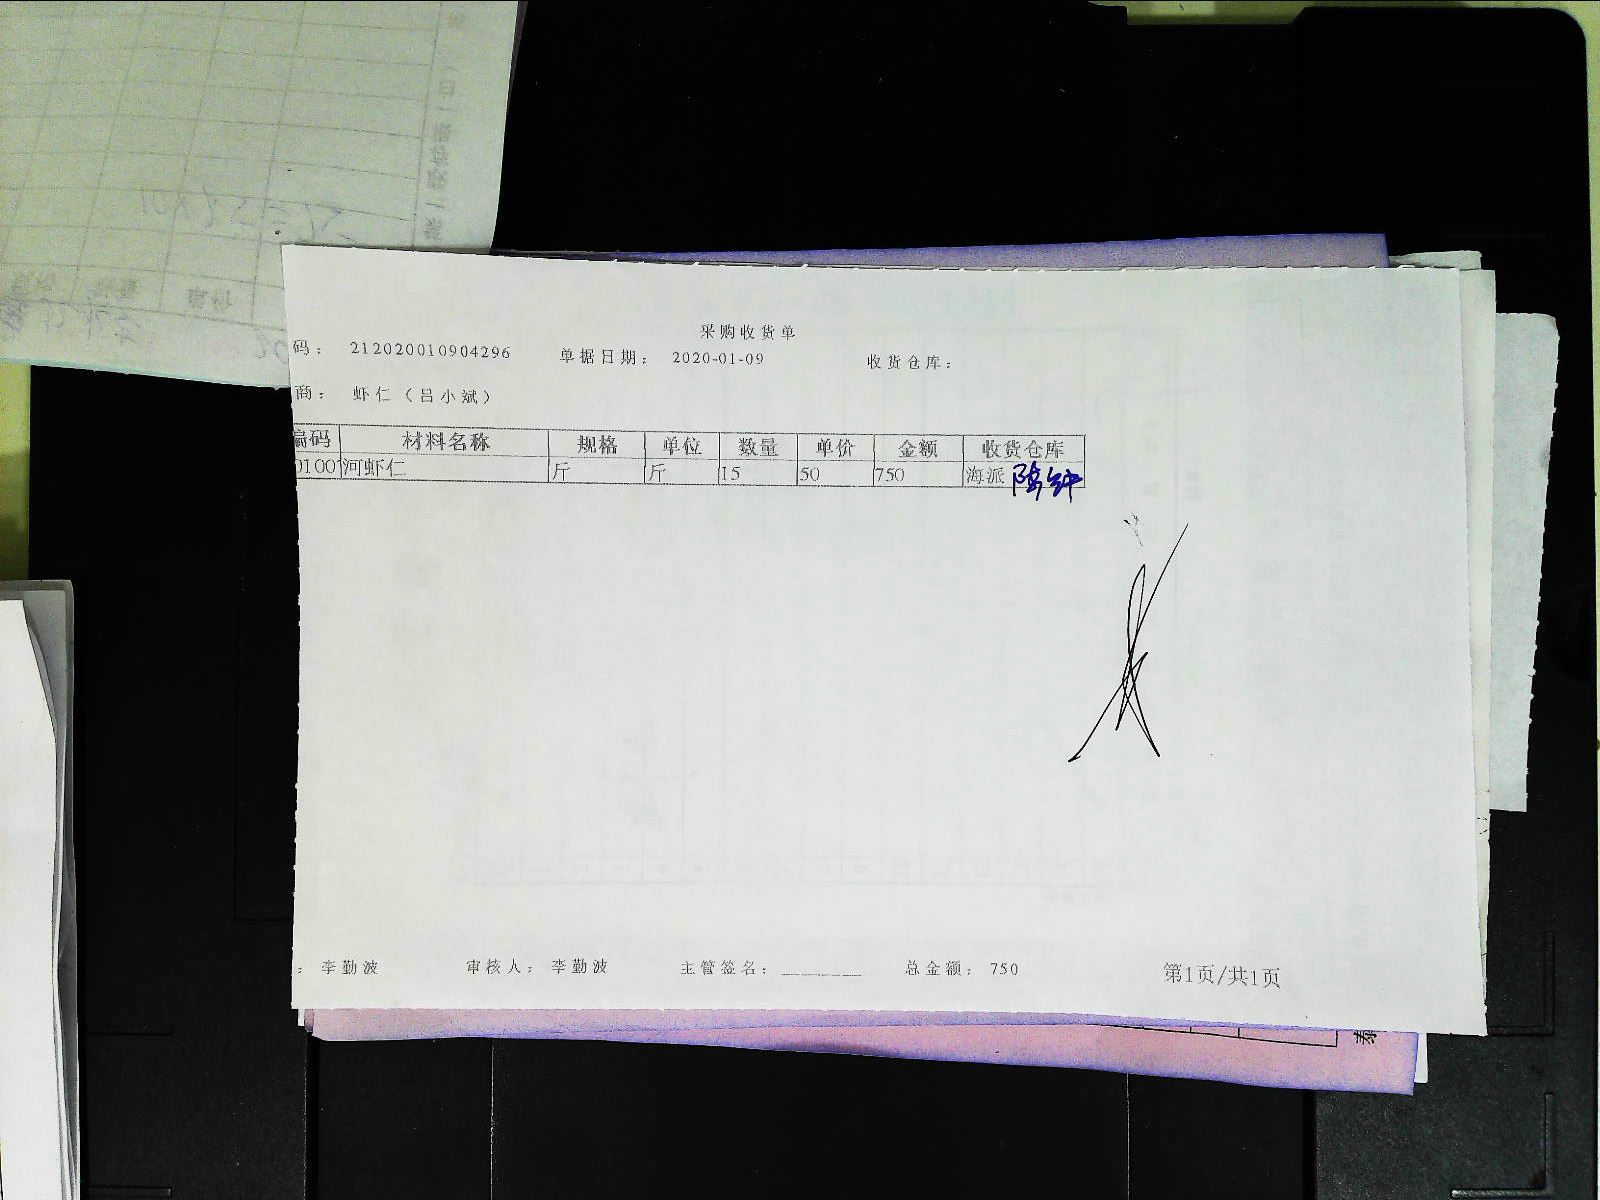 采购收货单
码： 212020010904296 单据日期： 2020-01-09 收货仓库：
商： 虾仁（吕小斌）
编码 材料名称 规格 单位 数量 单价 金额 收货仓库
0100 河虾仁 斤 斤 15 50 750 海派
： 李勤波 审核人： 李勤波 主管签名： 总金额： 750 第1页/共1页